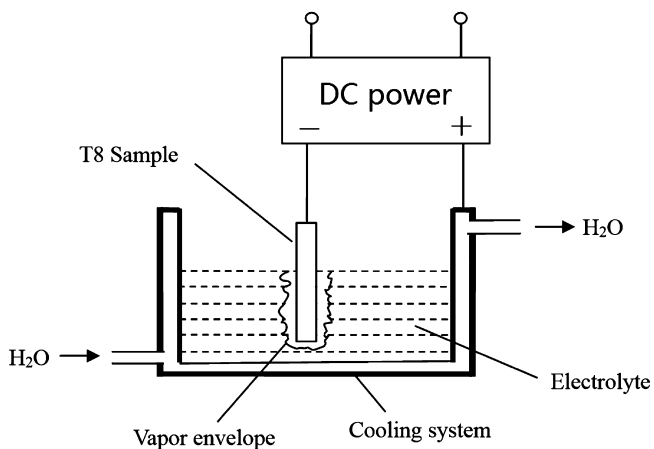 DC power
− +
T8 Sample
H₂O
H₂O
Electrolyte
Vapor envelope
Cooling system